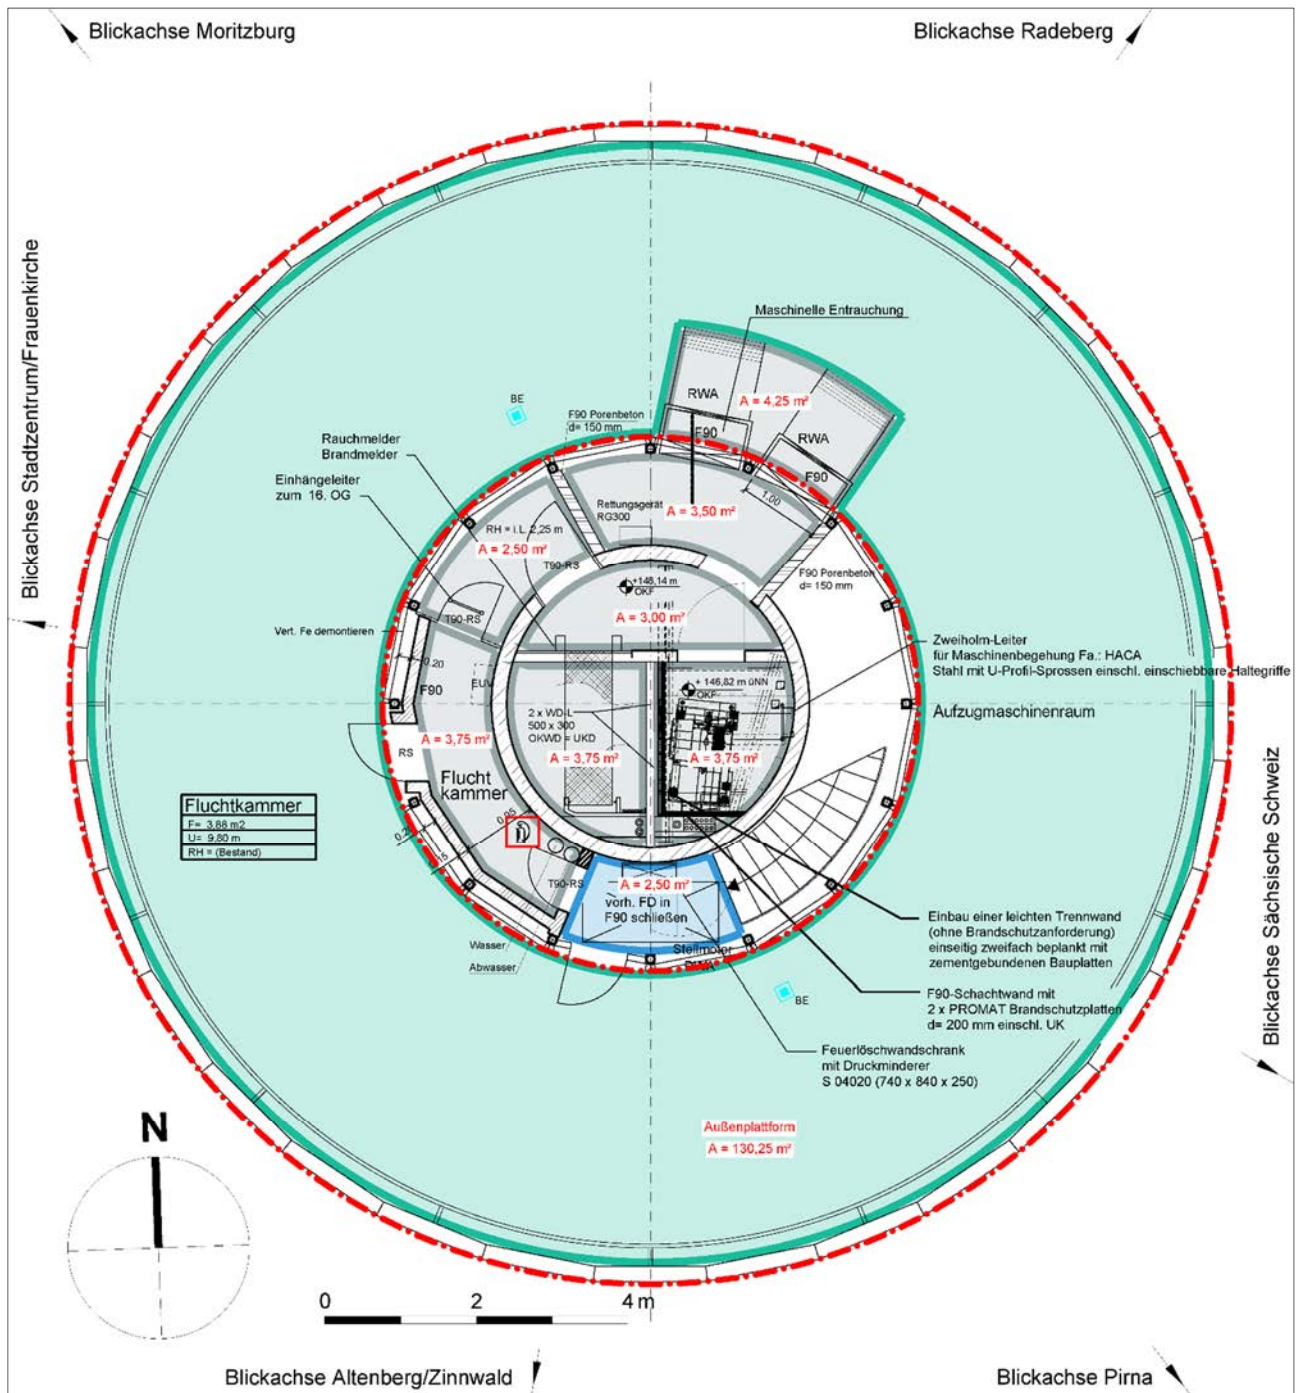 Blickachse Moritzburg
Blickachse Radeberg
Blickachse Stadtzentrum/Frauenkirche
Maschinelle Entrauchung
RWA
A = 4,25 m²
BE
F90 Porenbeton
d= 150 mm
F90
RWA
F90
Rauchmelder
Brandmelder
Einhängeleiter
zum 16. OG
1.00
Rettungsgerät
RG300
A = 3,50 m²
RH = i.L. 2,25 m
A = 2,50 m²
T90-RS
F90 Porenbeton
d= 150 mm
+148,14 m
OKF
A = 3,00 m²
T90-RS
Vert. Fe demontieren
0.20
F90
EUV
Zweiholm-Leiter
für Maschinenbegehung Fa.: HACA
Stahl mit U-Profil-Sprossen einschl. einschiebbare Haltegriffe
+ 146,82 m üNN
OKF
Aufzugmaschinenraum
2 x WD-L
500 x 300
OKWD = UKD
RS
A = 3,75 m²
A = 3,75 m²
A = 3,75 m²
Flucht
kammer
Fluchtkammer
F= 3,88 m2
U= 9,80 m
RH = (Bestand)
0.05
T90-RS
A = 2,50 m²
vorh. FD in
F90 schließen
Stellmotor
Wasser
Abwasser
Einbau einer leichten Trennwand
(ohne Brandschutzanforderung)
einseitig zweifach beplankt mit
zementgebundenen Bauplatten
BE
F90-Schachtwand mit
2 x PROMAT Brandschutzplatten
d= 200 mm einschl. UK
Feuerlöschwandschrank
mit Druckminderer
S 04020 (740 x 840 x 250)
Blickachse Sächsische Schweiz
Außenplattform
A = 130,25 m²
N
0 2 4 m
Blickachse Altenberg/Zinnwald
Blickachse Pirna